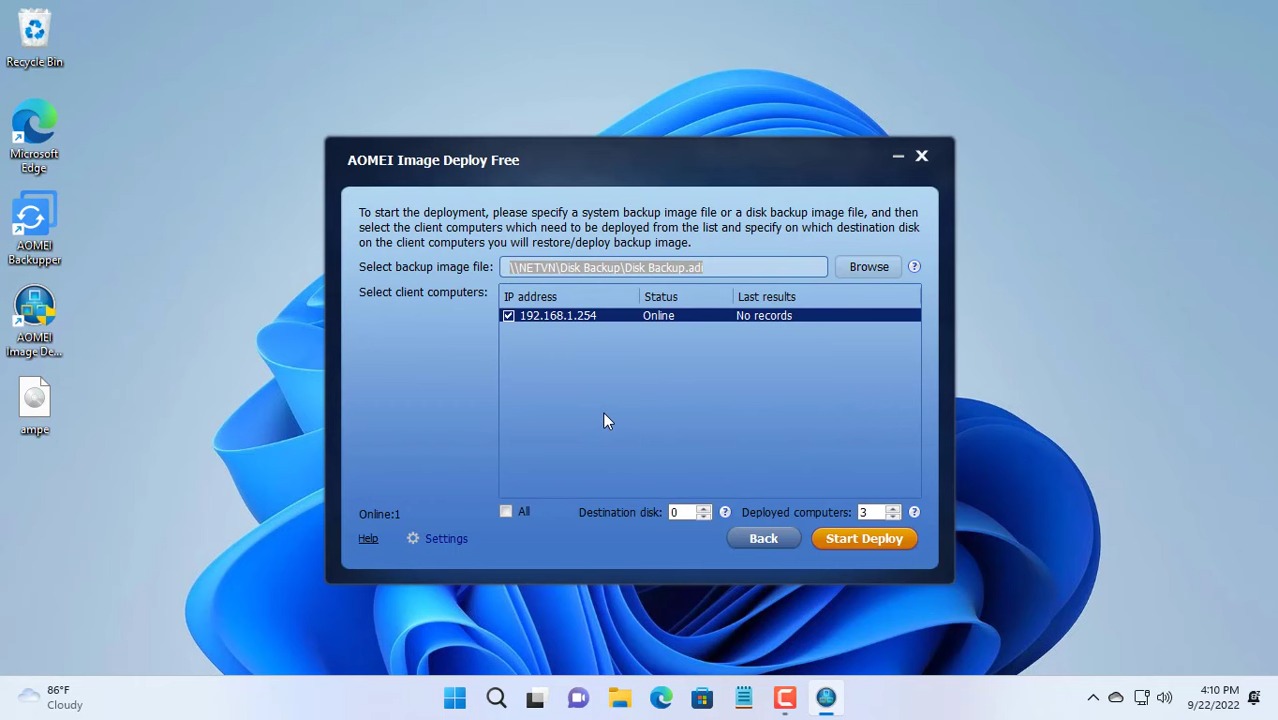 Recycle Bin
Microsoft
Edge
AOMEI
Backupper
AOMEI
Image De...
ampe
AOMEI Image Deploy Free
To start the deployment, please specify a system backup image file or a disk backup image file, and then
select the client computers which need to be deployed from the list and specify on which destination disk
on the client computers you will restore/deploy backup image.
Select backup image file: \\NETVN\Disk Backup\Disk Backup.adi Browse ?
Select client computers: IP address Status Last results
192.168.1.254 Online No records
Online:1 All Destination disk: 0 ? Deployed computers: 3 ?
Help Settings Back Start Deploy
86°F
Cloudy
4:10 PM
9/22/2022